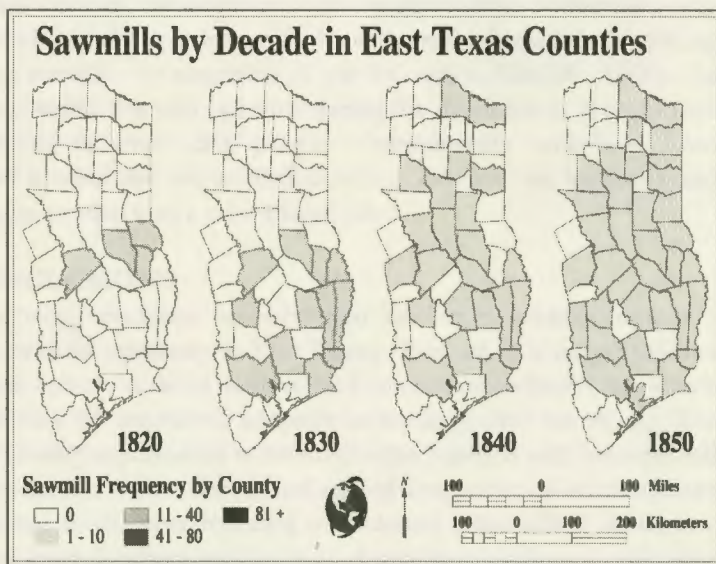 Sawmills by Decade in East Texas Counties
1820
1830
1840
1850
Sawmill Frequency by County
0
11 - 40
81 +
1 - 10
41 - 80
N
100 0 100 Miles
100 0 100 200 Kilometers